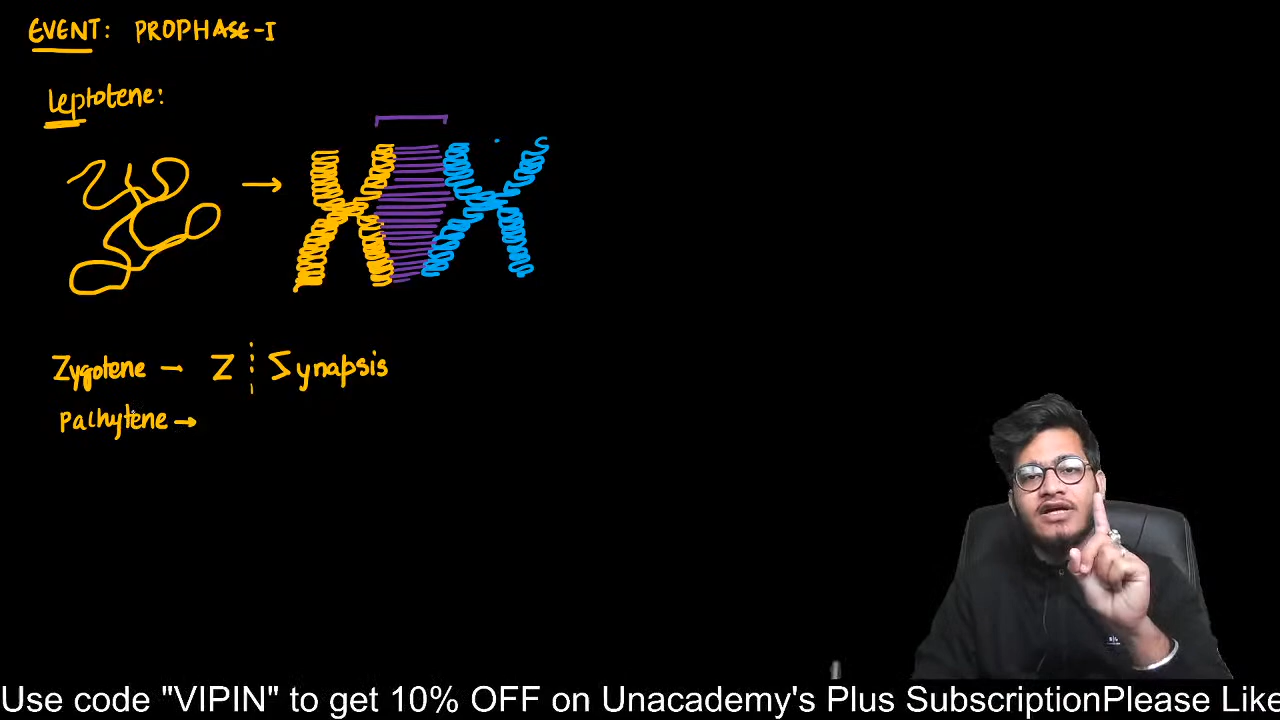 EVENT: PROPHASE-I
Leptotene:
Zygotene → Z Synapsis
Pachytene →
Use code "VIPIN" to get 10% OFF on Unacademy's Plus SubscriptionPlease Like